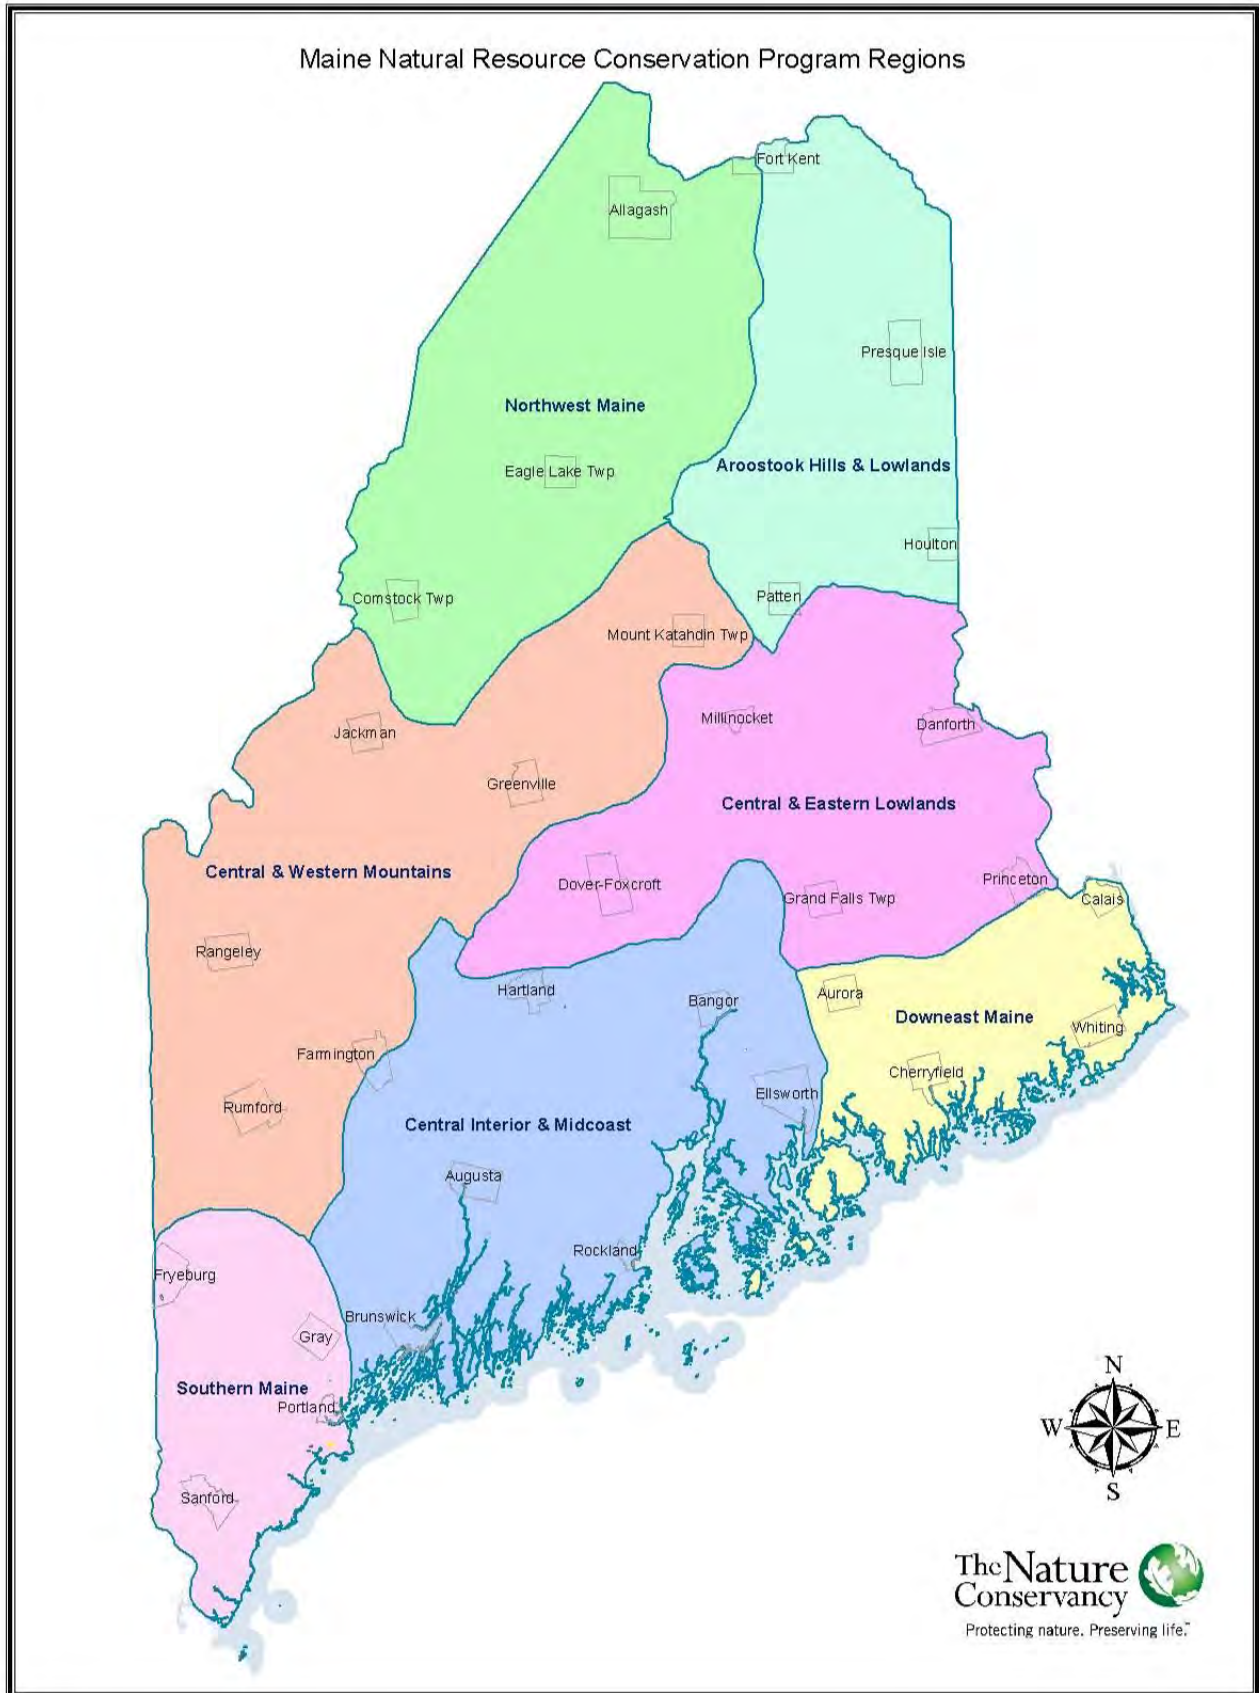 Maine Natural Resource Conservation Program Regions
Fort Kent
Allagash
Presque Isle
Northwest Maine
Aroostook Hills & Lowlands
Eagle Lake Twp
Houlton
Comstock Twp
Patten
Mount Katahdin Twp
Jackman
Millinocket
Danforth
Greenville
Central & Eastern Lowlands
Central & Western Mountains
Dover-Foxcroft
Princeton
Grand Falls Twp
Calais
Rangeley
Hartland
Bangor
Aurora
Downeast Maine
Whiting
Farmington
Cherryfield
Ellsworth
Rumford
Central Interior & Midcoast
Augusta
Rockland
Fryeburg
Brunswick
Gray
Southern Maine
Portland
Sanford
N
W
E
S
The Nature
Conservancy
Protecting nature. Preserving life.™